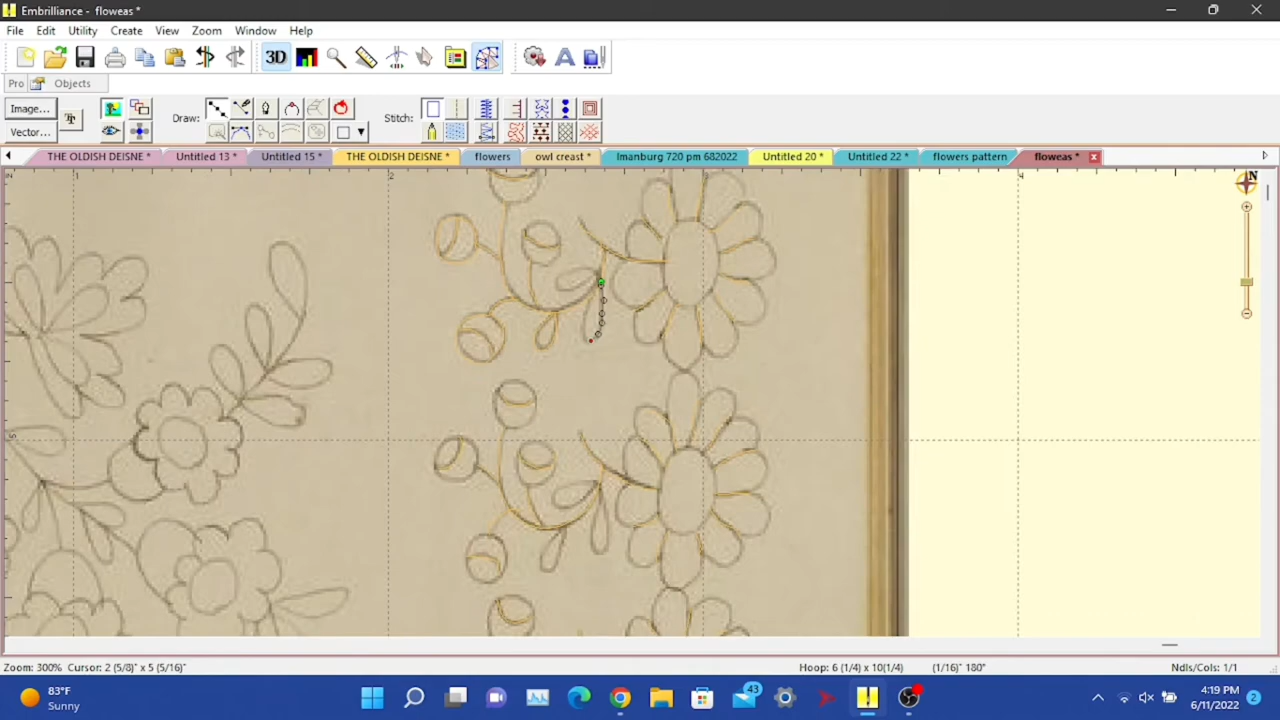 Embrilliance - floweas *
File Edit Utility Create View Zoom Window Help
3D
Pro Objects
Image... Draw: Stitch:
Vector...
THE OLDISH DEISNE * Untitled 13 * Untitled 15 * THE OLDISH DEISNE * flowers owl creast * Imanburg 720 pm 682022 Untitled 20 * Untitled 22 * flowers pattern floweas *
1 2 4
N
5
Zoom: 300% Cursor: 2 (5/8)" x 5 (5/16)" Hoop: 6 (1/4) x 10(1/4) (1/16)" 180° Ndls/Cols: 1/1
83°F
Sunny
43
4:19 PM
6/11/2022
2